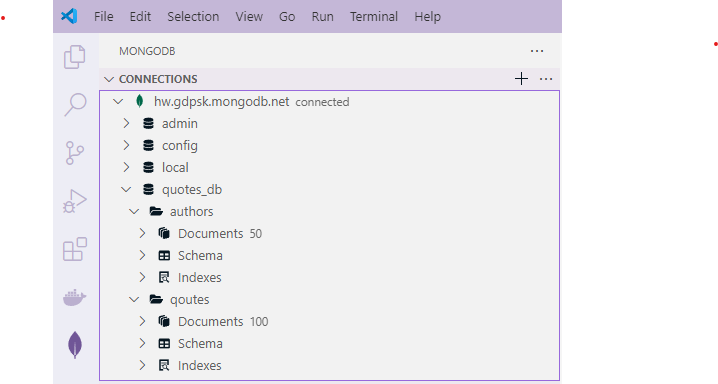 File Edit Selection View Go Run Terminal Help
MONGODB
CONNECTIONS
hw.gdpsk.mongodb.net connected
admin
config
local
quotes_db
authors
Documents 50
Schema
Indexes
qoutes
Documents 100
Schema
Indexes